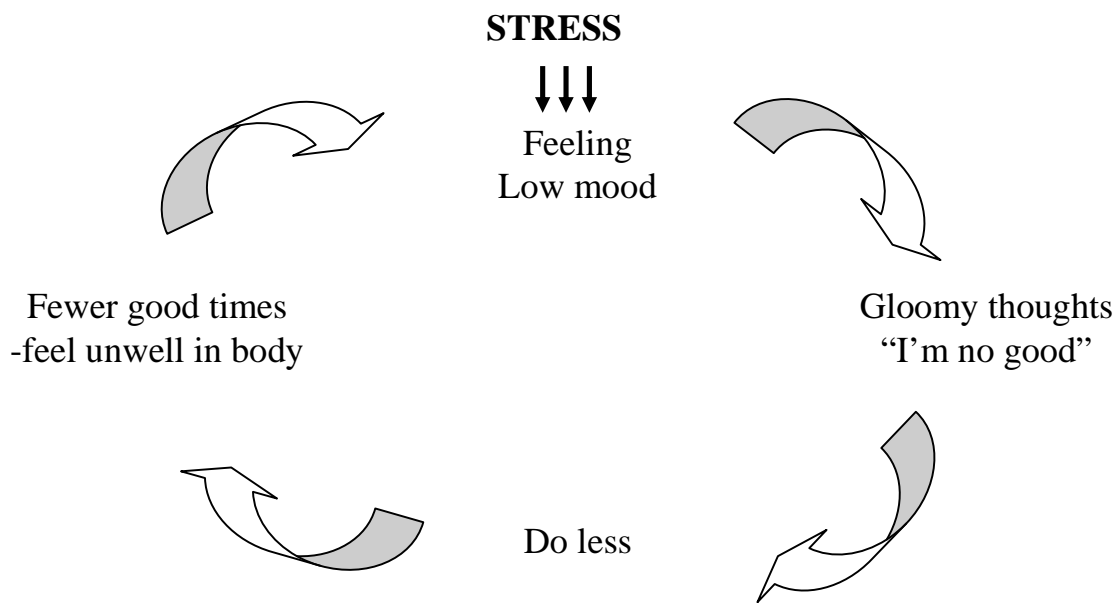 STRESS
Feeling
Low mood
Fewer good times
-feel unwell in body
Gloomy thoughts
“I’m no good”
Do less